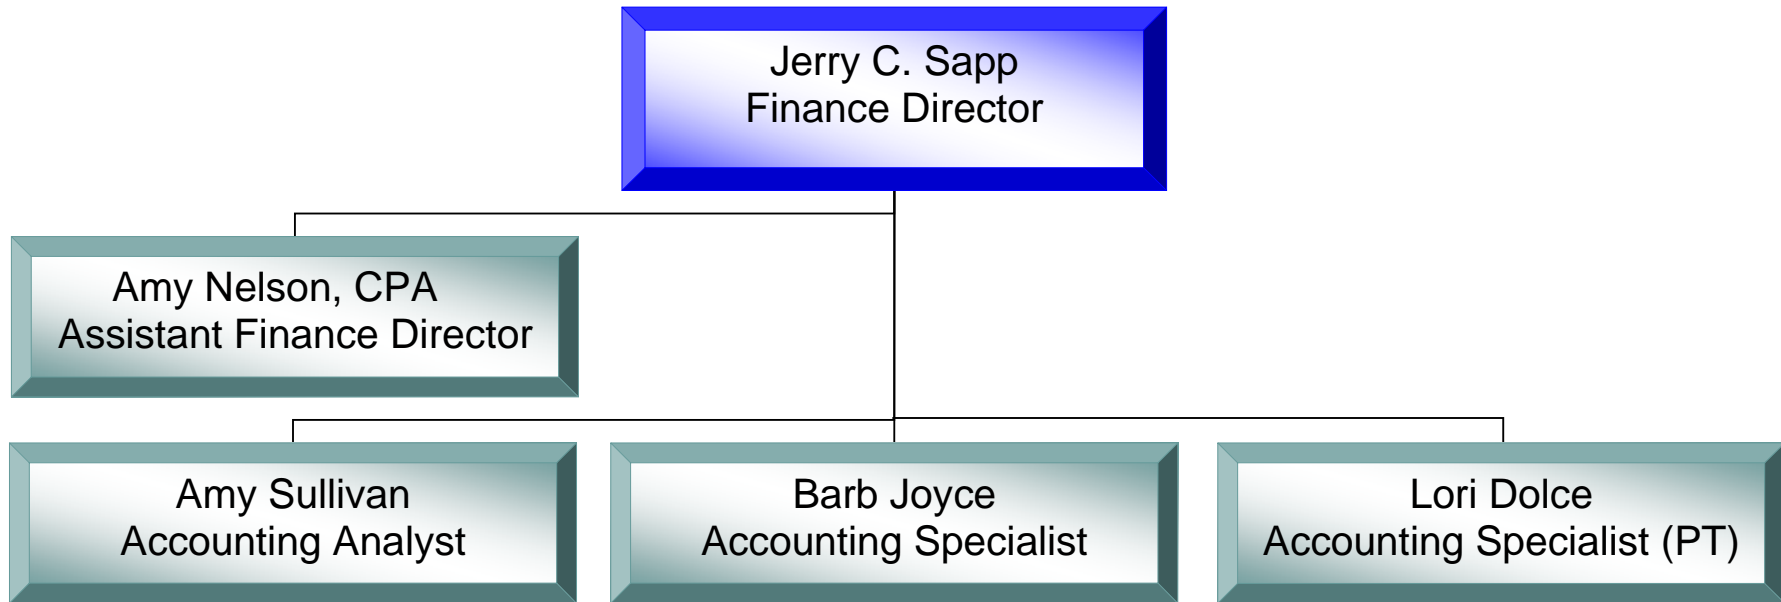 Jerry C. Sapp
Finance Director
Amy Nelson, CPA
Assistant Finance Director
Amy Sullivan
Accounting Analyst
Barb Joyce
Accounting Specialist
Lori Dolce
Accounting Specialist (PT)